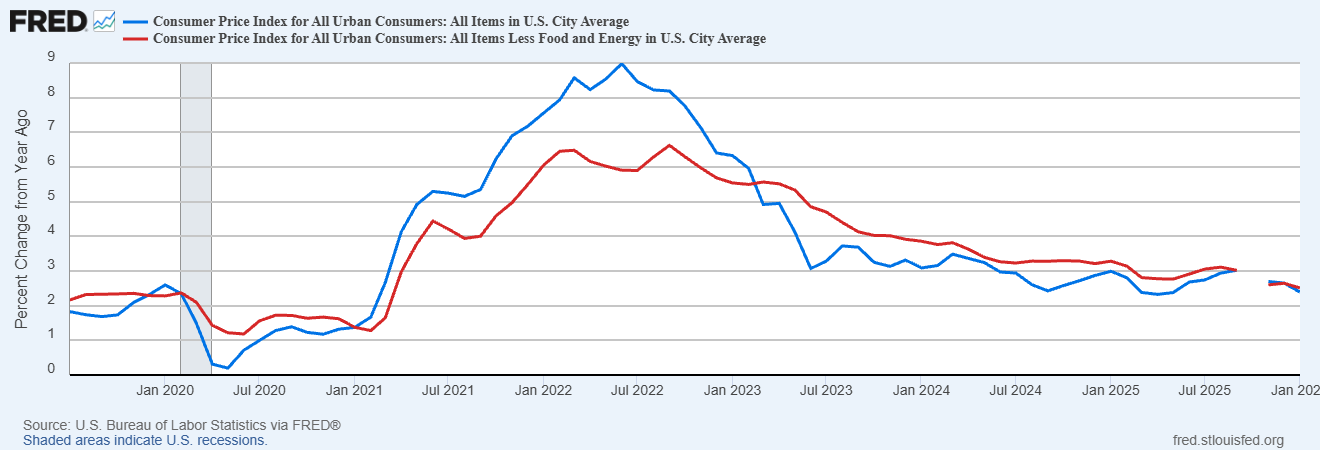 FRED
Consumer Price Index for All Urban Consumers: All Items in U.S. City Average
Consumer Price Index for All Urban Consumers: All Items Less Food and Energy in U.S. City Average
Percent Change from Year Ago
9
8
7
6
5
4
3
2
1
0
Jan 2020 Jul 2020 Jan 2021 Jul 2021 Jan 2022 Jul 2022 Jan 2023 Jul 2023 Jan 2024 Jul 2024 Jan 2025 Jul 2025 Jan 202
Source: U.S. Bureau of Labor Statistics via FRED®
Shaded areas indicate U.S. recessions.
fred.stlouisfed.org